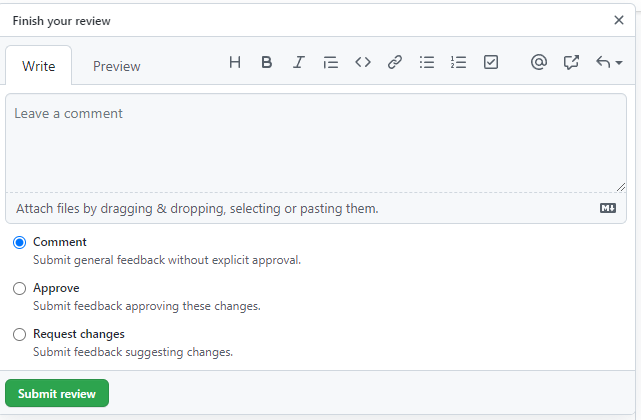 Finish your review
Write Preview H B I
Leave a comment
Attach files by dragging & dropping, selecting or pasting them. M↓
Comment
Submit general feedback without explicit approval.
Approve
Submit feedback approving these changes.
Request changes
Submit feedback suggesting changes.
Submit review